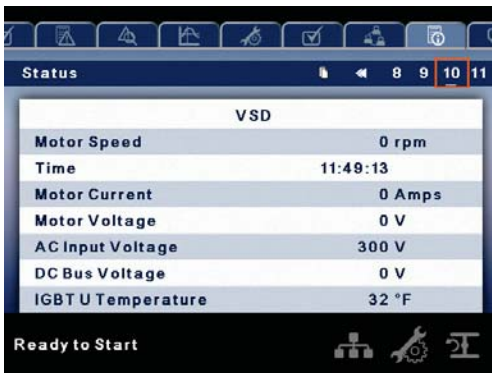 Status 8 9 10 11
VSD
Motor Speed 0 rpm
Time 11:49:13
Motor Current 0 Amps
Motor Voltage 0 V
AC Input Voltage 300 V
DC Bus Voltage 0 V
IGBT U Temperature 32 °F
Ready to Start